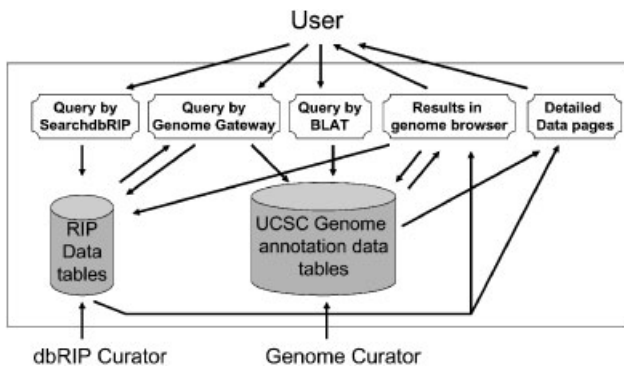 User
Query by
SearchdbRIP
Query by
Genome Gateway
Query by
BLAT
Results in
genome browser
Detailed
Data pages
RIP
Data
tables
UCSC Genome
annotation data
tables
dbRIP Curator
Genome Curator